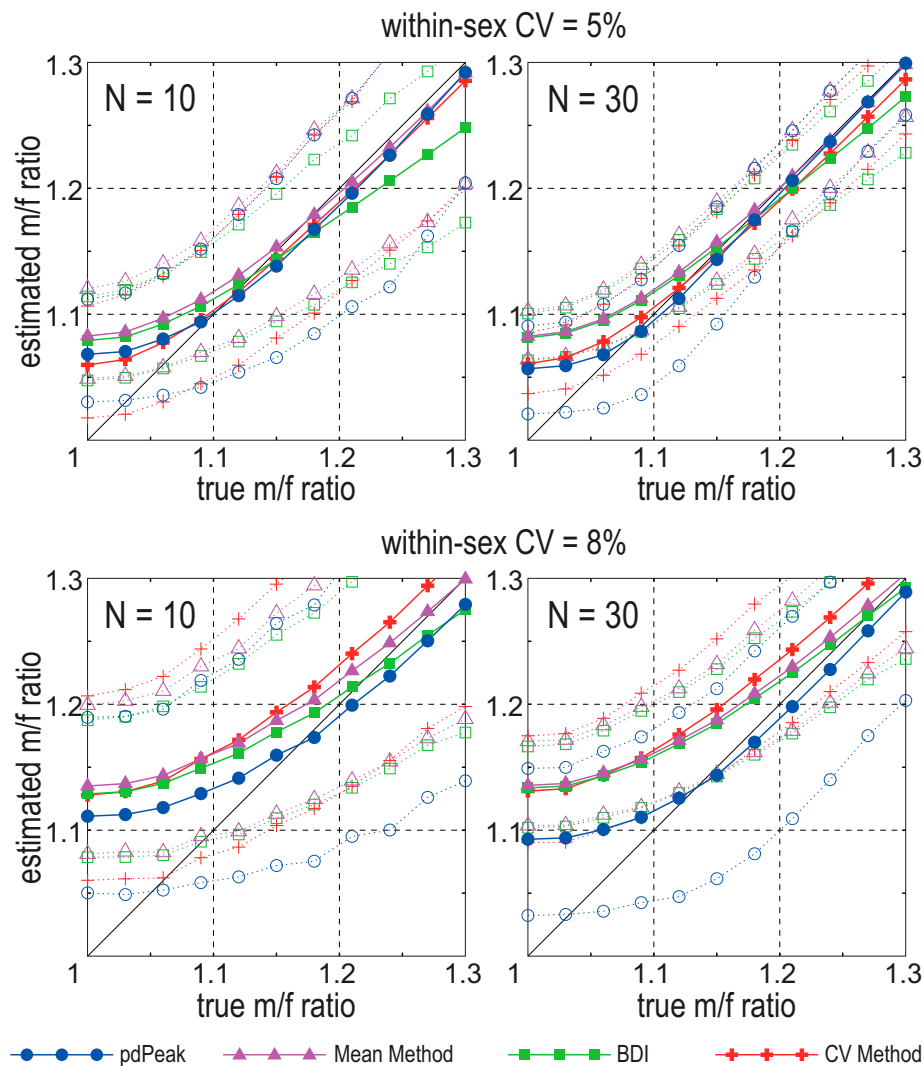 within-sex CV = 5%
1.3
1.3
N = 10
N = 30
estimated m/f ratio
1.2
1.2
1.1
1.1
1
1.1
1.2
1.3
1
1.1
1.2
1.3
true m/f ratio
true m/f ratio
within-sex CV = 8%
1.3
1.3
N = 10
N = 30
estimated m/f ratio
1.2
1.2
1.1
1.1
1
1.1
1.2
1.3
1
1.1
1.2
1.3
true m/f ratio
true m/f ratio
pdPeak
Mean Method
BDI
CV Method